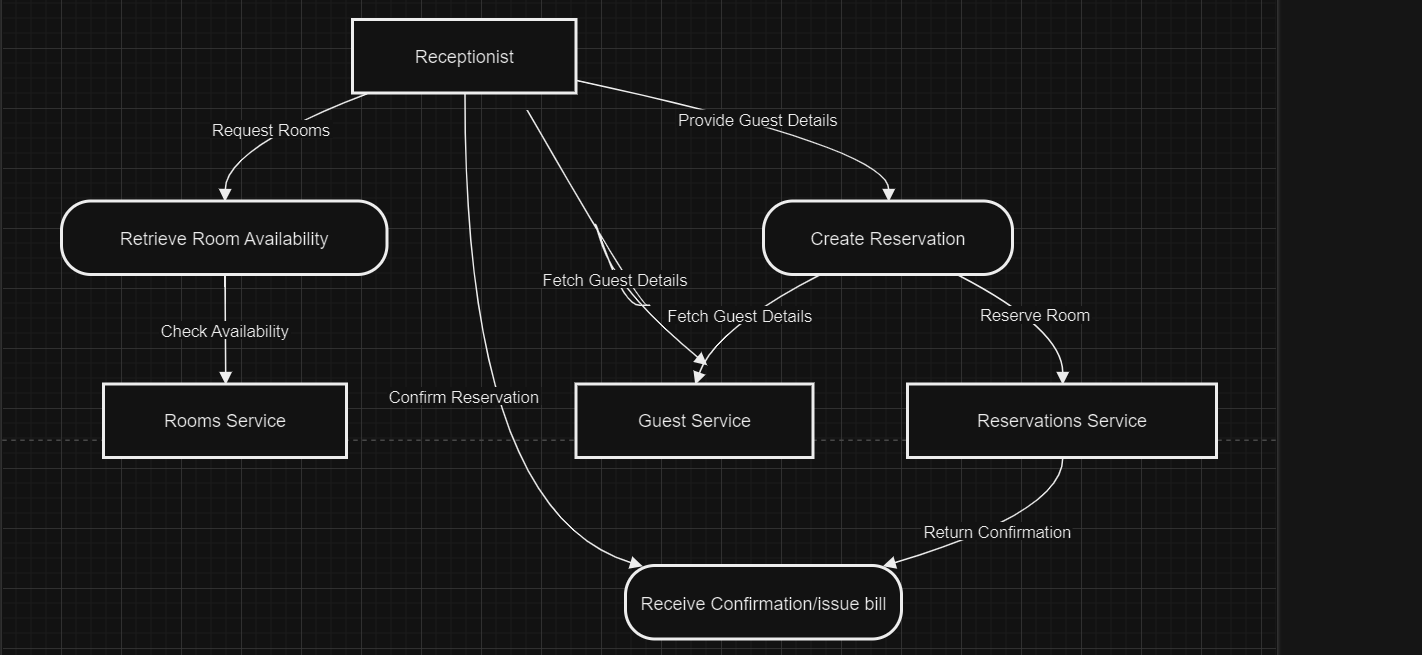 Receptionist
Request Rooms
Provide Guest Details
Retrieve Room Availability
Create Reservation
Fetch Guest Details
Fetch Guest Details
Reserve Room
Check Availability
Confirm Reservation
Rooms Service
Guest Service
Reservations Service
Return Confirmation
Receive Confirmation/issue bill